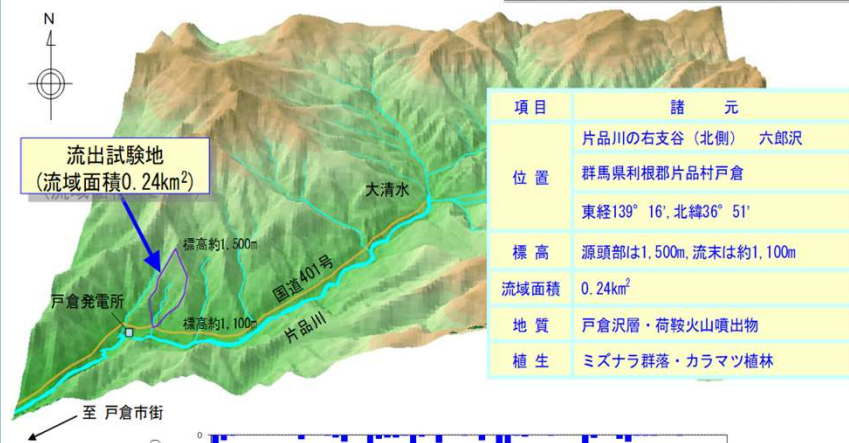 N
流出試験地
(流域面積0.24km²)
大清水
標高約1,500m
国道401号
戸倉発電所
標高約1,100m
片品川
至 戸倉市街
項目 諸 元
位 置
片品川の右支谷（北側） 六郎沢
群馬県利根郡片品村戸倉
東経139° 16′, 北緯36° 51′
標 高 源頭部は1,500m, 流末は約1,100m
流域面積 0.24km²
地 質 戸倉沢層・荷鞍火山噴出物
植 生 ミズナラ群落・カラマツ植林
0